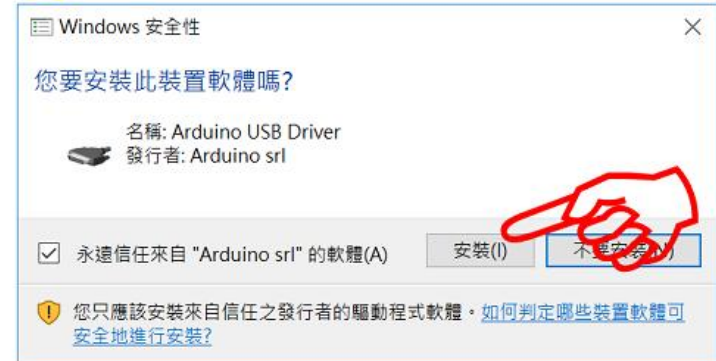 Windows 安全性
您要安裝此裝置軟體嗎?
名稱: Arduino USB Driver
發行者: Arduino srl
永遠信任來自 "Arduino srl" 的軟體(A)
安裝(I)
您只應該安裝來自信任之發行者的驅動程式軟體。如何判定哪些裝置軟體可
安全地進行安裝?